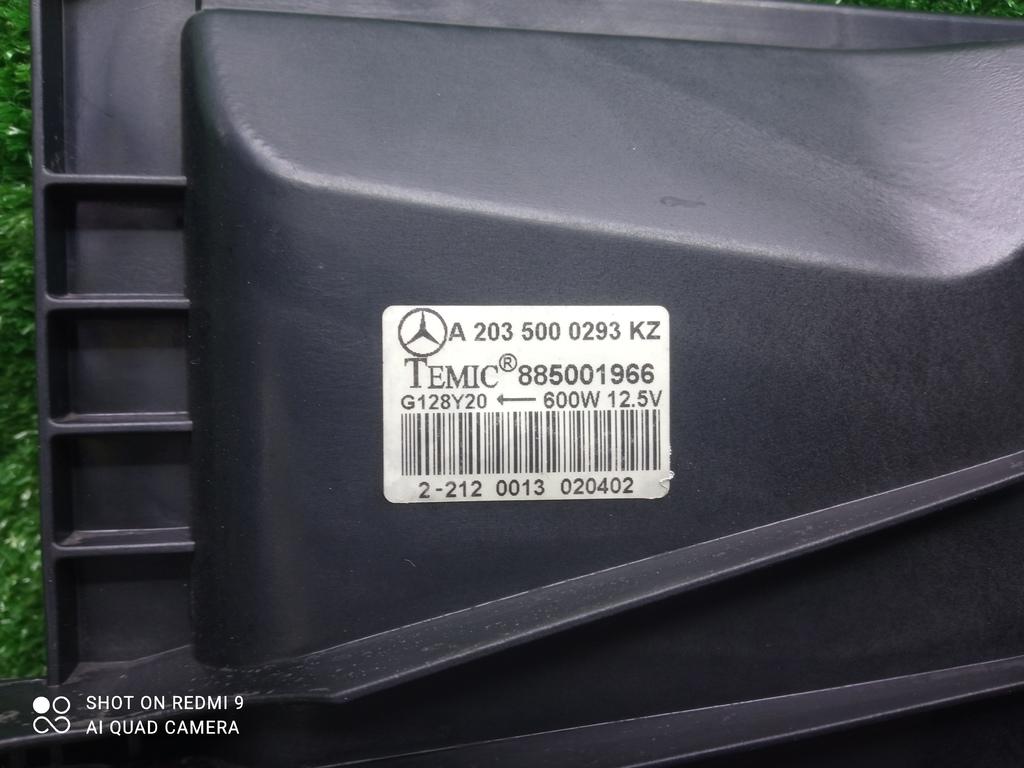 A 203 500 0293 KZ
TEMIC® 885001966
G128Y20 ← 600W 12.5V
2-212 0013 020402
SHOT ON REDMI 9
AI QUAD CAMERA